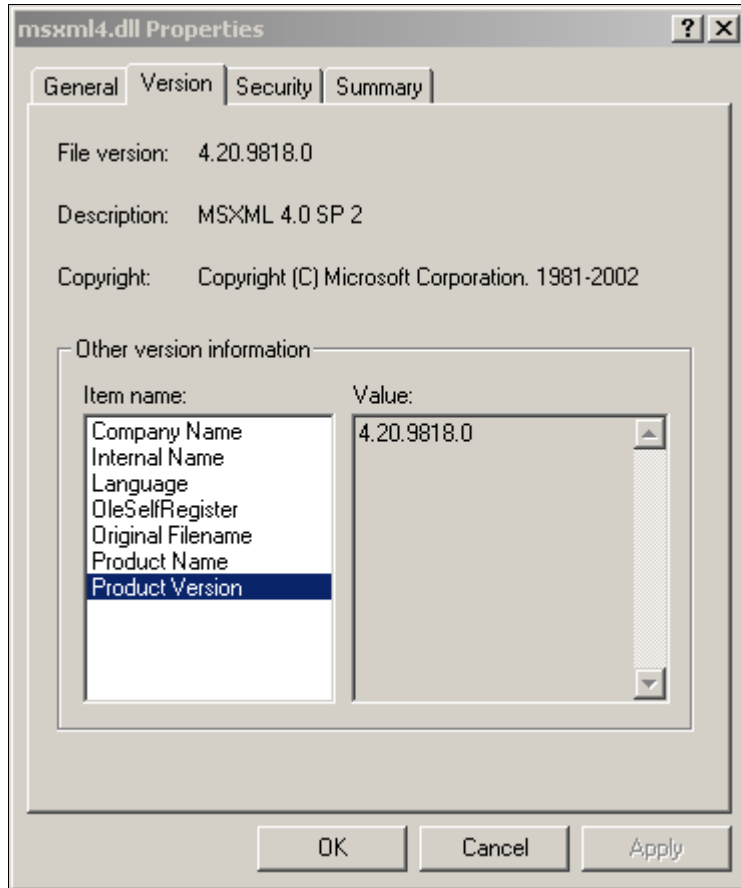 msxml4.dll Properties
General Version Security Summary
File version: 4.20.9818.0
Description: MSXML 4.0 SP 2
Copyright: Copyright (C) Microsoft Corporation. 1981-2002
Other version information
Item name: Value:
Company Name 4.20.9818.0
Internal Name
Language
OleSelfRegister
Original Filename
Product Name
Product Version
OK Cancel Apply